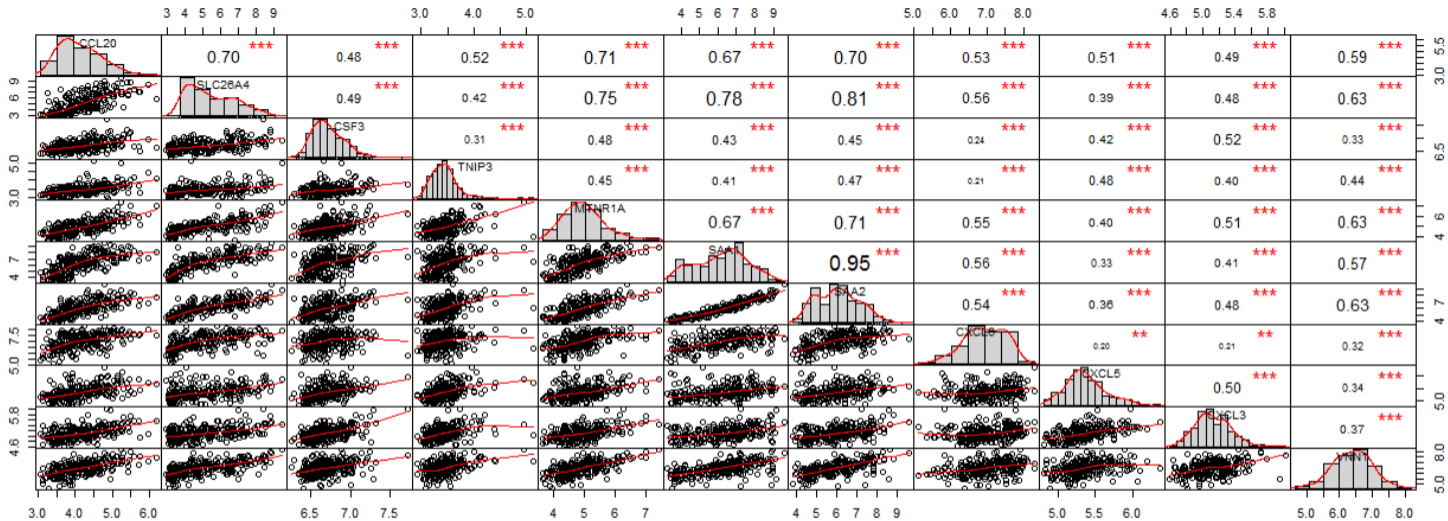 3 4 5 6 7 8 9 3.0 4.0 5.0 4 5 6 7 8 9 5.0 7.0 8.0 4.6 5.0 5.4 5.8
CCL20 0.70 *** 0.48 *** 0.52 *** 0.71 *** 0.67 *** 0.70 *** 0.53 *** 0.51 *** 0.49 *** 0.59 *** 3.0 5.5
3 6 9 SLC26A4 0.49 *** 0.42 *** 0.75 *** 0.78 *** 0.81 *** 0.56 *** 0.39 *** 0.48 *** 0.63 ***
CSF3 0.31 *** 0.48 *** 0.43 *** 0.45 *** 0.24 *** 0.42 *** 0.52 *** 0.33 *** 6.5
3.0 5.0 TNIP3 0.45 *** 0.41 *** 0.47 *** 0.21 *** 0.48 *** 0.40 *** 0.44 ***
MTNR1A 0.67 *** 0.71 *** 0.55 *** 0.40 *** 0.51 *** 0.63 *** 4 6
4 7 0.95 *** 0.56 *** 0.33 *** 0.41 *** 0.57 ***
SAA2 0.54 *** 0.36 *** 0.48 *** 0.63 *** 4 7
5.0 7.5 0.20 ** 0.21 ** 0.32 ***
CXCL5 0.50 *** 0.34 *** 5.0
4.6 5.8 CXCL3 0.37 ***
5.0 8.0
3.0 4.0 5.0 6.0 6.5 7.0 7.5 4 5 6 7 4 5 6 7 8 9 5.0 5.5 6.0 5.0 6.0 7.0 8.0